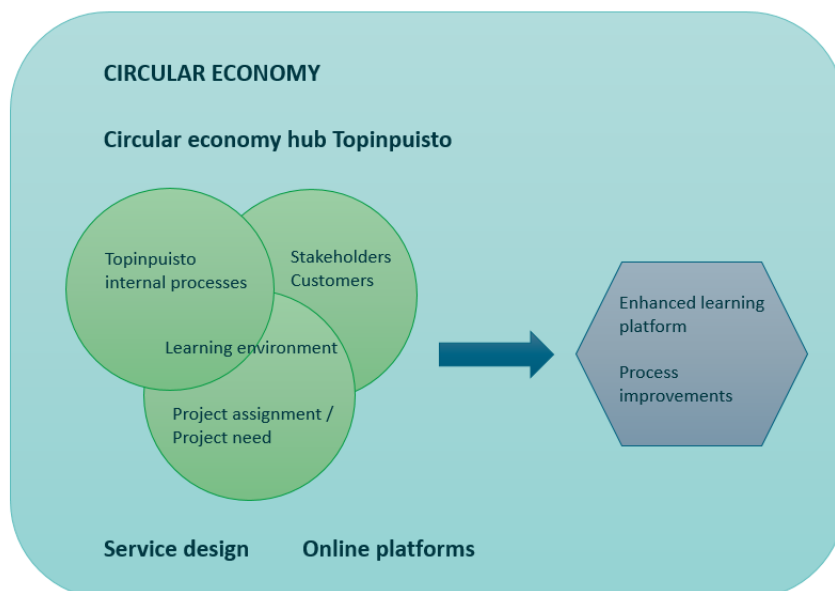 CIRCULAR ECONOMY
Circular economy hub Topinpuisto
Topinpuisto
internal processes
Stakeholders
Customers
Learning environment
Project assignment /
Project need
Enhanced learning
platform
Process
improvements
Service design
Online platforms